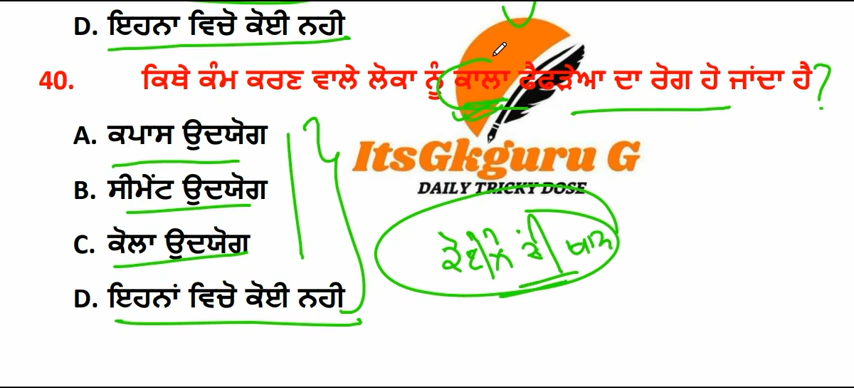 D. ਇਹਨਾ ਵਿਚੋ ਕੋਈ ਨਹੀ
40. ਕਿਥੇ ਕੰਮ ਕਰਣ ਵਾਲੇ ਲੋਕਾ ਨੂੰ ਕਾਲਾ ਫੈਫੜੇਆ ਦਾ ਰੋਗ ਹੋ ਜਾਂਦਾ ਹੈ?
A. ਕਪਾਸ ਉਦਯੋਗ
ItsGkguru G
DAILY TRICKY DOSE
B. ਸੀਮੇਂਟ ਉਦਯੋਗ
C. ਕੋਲਾ ਉਦਯੋਗ
D. ਇਹਨਾਂ ਵਿਚੋ ਕੋਈ ਨਹੀ